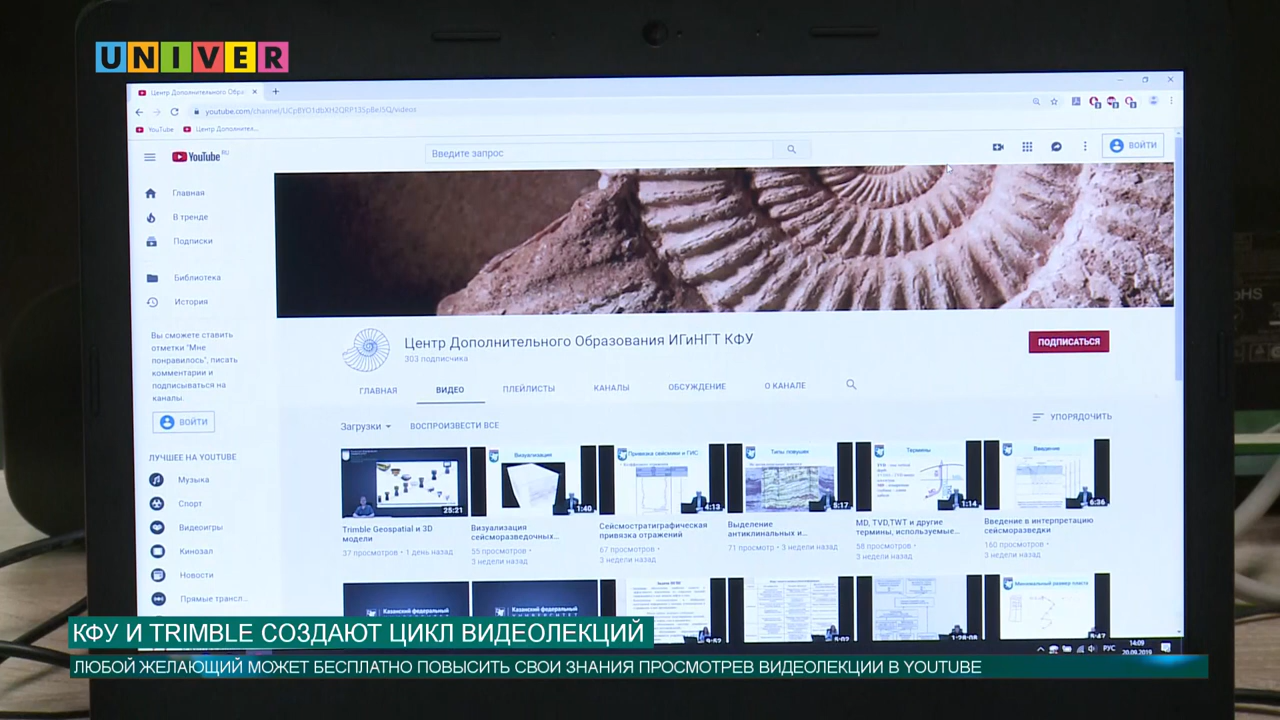 UNIVER
Центр Дополнительного Обра
youtube.com/channel/UCpBYO1dbXH2QRP13SpBeJ5Q/videos
YouTube
Центр Дополнител...
YouTube RU
Введите запрос
ВОЙТИ
Главная
В тренде
Подписки
Библиотека
История
Вы сможете ставить
отметки "Мне
понравилось", писать
комментарии и
подписываться на
каналы.
ВОЙТИ
ЛУЧШЕЕ НА YOUTUBE
Музыка
Спорт
Видеоигры
Кинозал
Новости
Прямые трансл...
Центр Дополнительного Образования ИГиНГТ КФУ
303 подписчика
ПОДПИСАТЬСЯ
ГЛАВНАЯ
ВИДЕО
ПЛЕЙЛИСТЫ
КАНАЛЫ
ОБСУЖДЕНИЕ
О КАНАЛЕ
Загрузки
ВОСПРОИЗВЕСТИ ВСЕ
УПОРЯДОЧИТЬ
25:21
Trimble Geospatial и 3D
модели
37 просмотров • 1 день назад
Визуализация
1:40
Визуализация
сейсморазведочных...
55 просмотров •
3 недели назад
Привязка сейсмики и ГИС
4:13
Сейсмостратиграфическая
привязка отражений
67 просмотров •
3 недели назад
Типы ловушек
5:17
Выделение
антиклинальных и...
71 просмотр • 3 недели назад
Термины
1:14
MD, TVD,TWT и другие
термины, используемые...
58 просмотров •
3 недели назад
Введение
6:36
Введение в интерпретацию
сейсморазведки
160 просмотров •
3 недели назад
Казанский федеральный
Казанский федеральный
УНИВЕРСИТЕТ
Минимальный размер пласта
14:09
РУС
20.09.2019
КФУ И TRIMBLE СОЗДАЮТ ЦИКЛ ВИДЕОЛЕКЦИЙ
ЛЮБОЙ ЖЕЛАЮЩИЙ МОЖЕТ БЕСПЛАТНО ПОВЫСИТЬ СВОИ ЗНАНИЯ ПРОСМОТРЕВ ВИДЕОЛЕКЦИИ В YOUTUBE